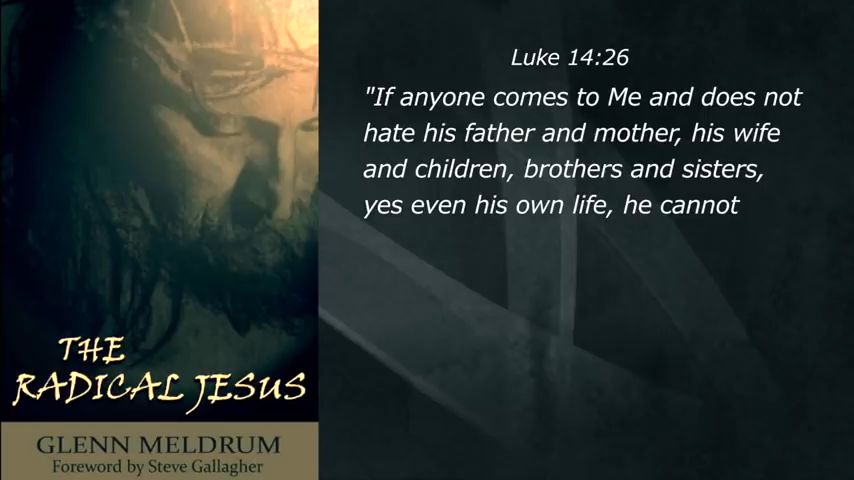 THE
RADICAL JESUS
GLENN MELDRUM
Foreword by Steve Gallagher
Luke 14:26
"If anyone comes to Me and does not
hate his father and mother, his wife
and children, brothers and sisters,
yes even his own life, he cannot